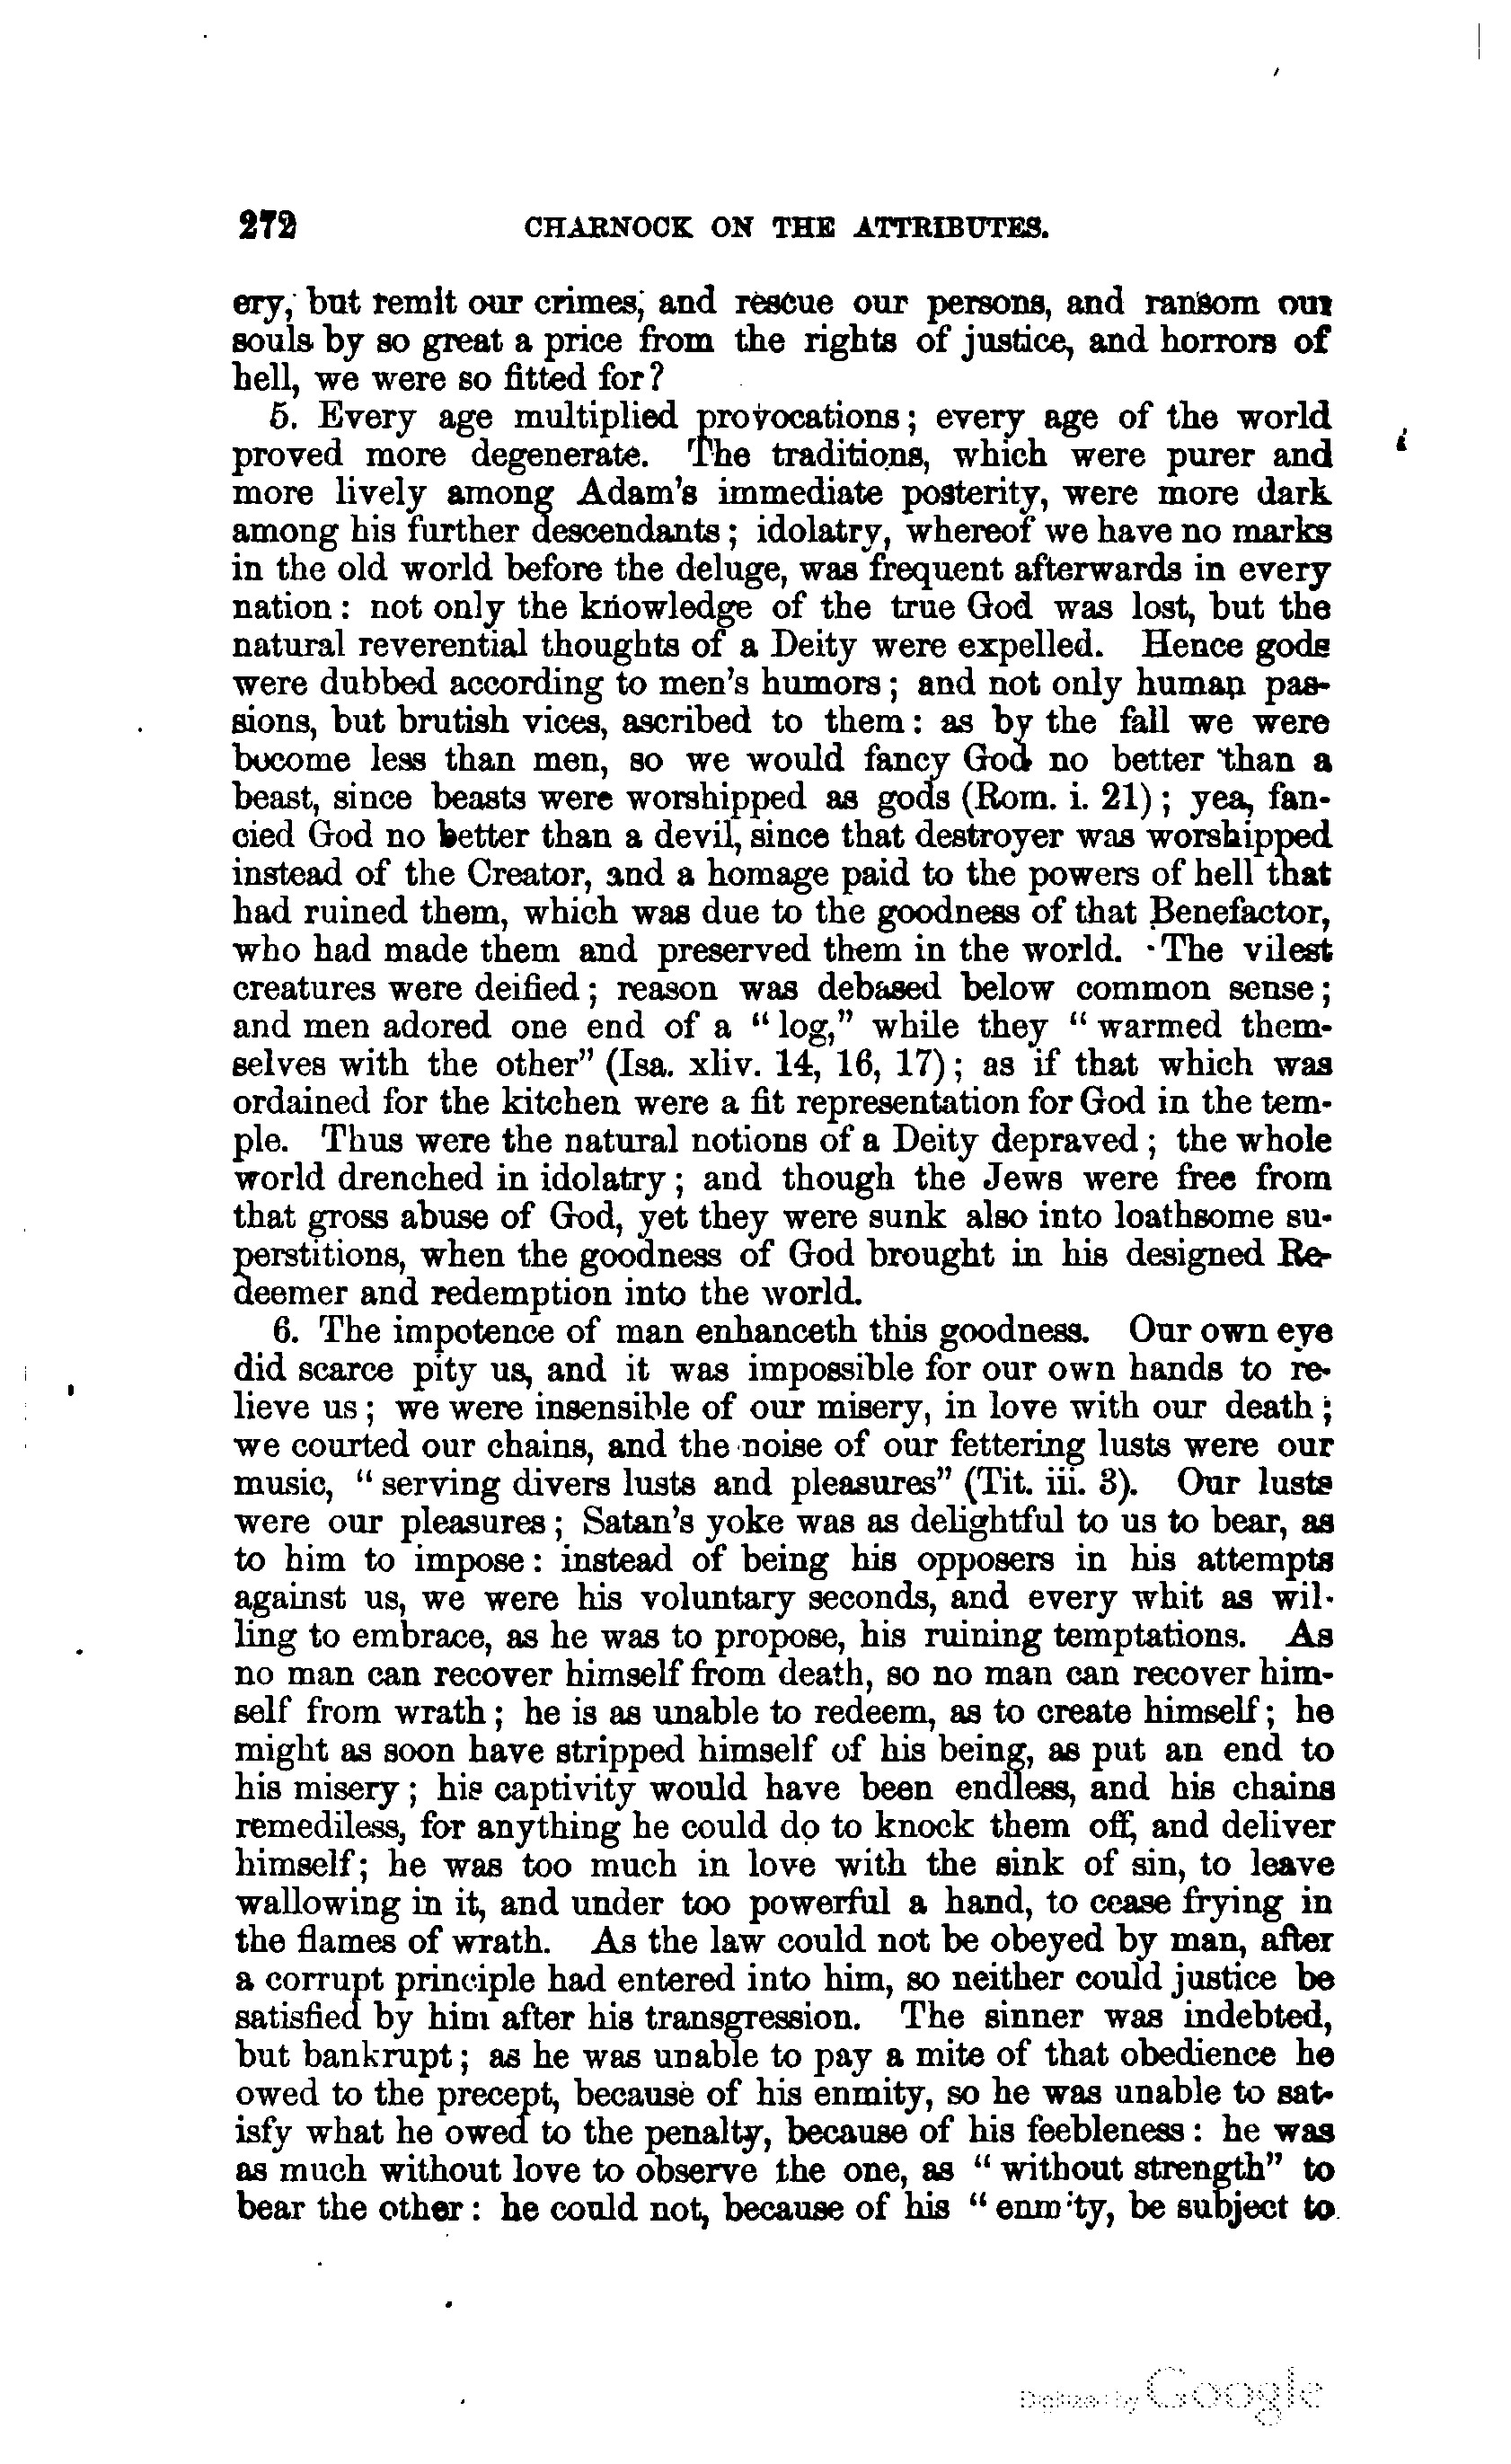 272 CHARNOCK ON THE ATTRIBUTES.
ery, but remit our crimes, and rescue our persons, and ransom our
souls by so great a price from the rights of justice, and horrors of
hell, we were so fitted for?
5. Every age multiplied provocations; every age of the world
proved more degenerate. The traditions, which were purer and
more lively among Adam's immediate posterity, were more dark
among his further descendants; idolatry, whereof we have no marks
in the old world before the deluge, was frequent afterwards in every
nation: not only the knowledge of the true God was lost, but the
natural reverential thoughts of a Deity were expelled. Hence gods
were dubbed according to men's humors; and not only human pas-
sions, but brutish vices, ascribed to them: as by the fall we were
become less than men, so we would fancy God no better than a
beast, since beasts were worshipped as gods (Rom. i. 21); yea, fan-
cied God no better than a devil, since that destroyer was worshipped
instead of the Creator, and a homage paid to the powers of hell that
had ruined them, which was due to the goodness of that Benefactor,
who had made them and preserved them in the world. The vilest
creatures were deified; reason was debased below common sense;
and men adored one end of a "log," while they "warmed them-
selves with the other" (Isa. xliv. 14, 16, 17); as if that which was
ordained for the kitchen were a fit representation for God in the tem-
ple. Thus were the natural notions of a Deity depraved; the whole
world drenched in idolatry; and though the Jews were free from
that gross abuse of God, yet they were sunk also into loathsome su-
perstitions, when the goodness of God brought in his designed Re-
deemer and redemption into the world.
6. The impotence of man enhanceth this goodness. Our own eye
did scarce pity us, and it was impossible for our own hands to re-
lieve us; we were insensible of our misery, in love with our death;
we courted our chains, and the noise of our fettering lusts were our
music, "serving divers lusts and pleasures" (Tit. iii. 3). Our lusts
were our pleasures; Satan's yoke was as delightful to us to bear, as
to him to impose: instead of being his opposers in his attempts
against us, we were his voluntary seconds, and every whit as wil-
ling to embrace, as he was to propose, his ruining temptations. As
no man can recover himself from death, so no man can recover him-
self from wrath; he is as unable to redeem, as to create himself; he
might as soon have stripped himself of his being, as put an end to
his misery; his captivity would have been endless, and his chains
remediless, for anything he could do to knock them off, and deliver
himself; he was too much in love with the sink of sin, to leave
wallowing in it, and under too powerful a hand, to cease frying in
the flames of wrath. As the law could not be obeyed by man, after
a corrupt principle had entered into him, so neither could justice be
satisfied by him after his transgression. The sinner was indebted,
but bankrupt; as he was unable to pay a mite of that obedience he
owed to the precept, because of his enmity, so he was unable to sat-
isfy what he owed to the penalty, because of his feebleness: he was
as much without love to observe the one, as "without strength" to
bear the other: he could not, because of his "enmity, be subject to
Digitized by Google